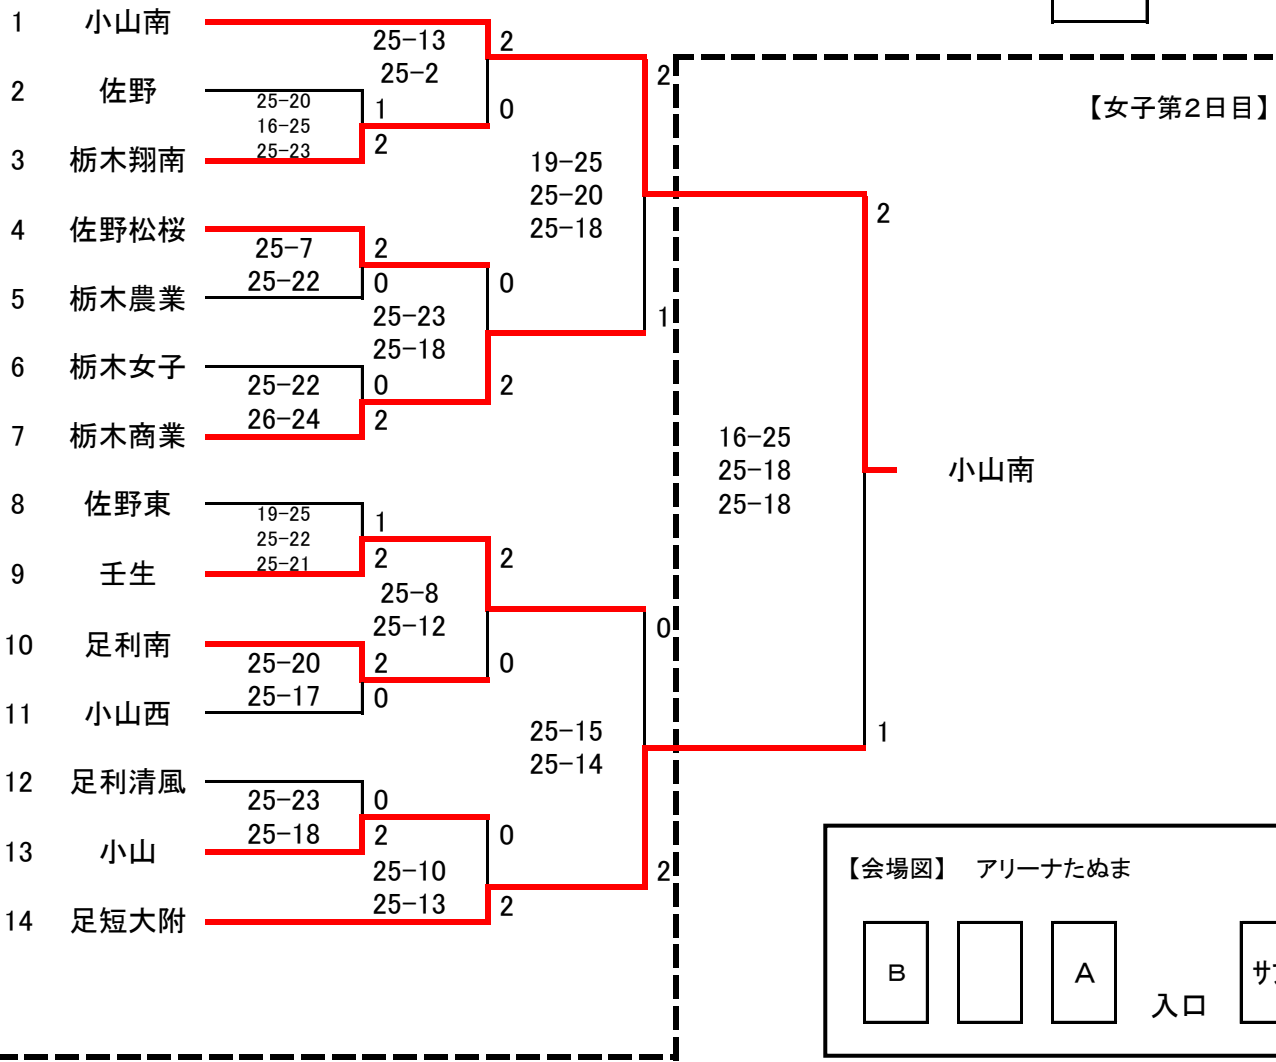 1 小山南
25-13
25-2
2
0
2 佐野
25-20
16-25
25-23
1
2
3 栃木翔南
19-25
25-20
25-18
2
1
4 佐野松桜
25-7
25-22
2
0
5 栃木農業
25-23
25-18
0
2
6 栃木女子
25-22
26-24
0
2
7 栃木商業
8 佐野東
19-25
25-22
25-21
1
2
9 壬生
25-8
25-12
2
0
10 足利南
25-20
25-17
2
0
11 小山西
25-15
25-14
0
2
12 足利清風
25-23
25-18
0
2
13 小山
25-10
25-13
0
2
14 足短大附
【女子第2日目】
2
16-25
25-18
25-18
1
小山南
【会場図】 アリーナたぬま
B
A
入口